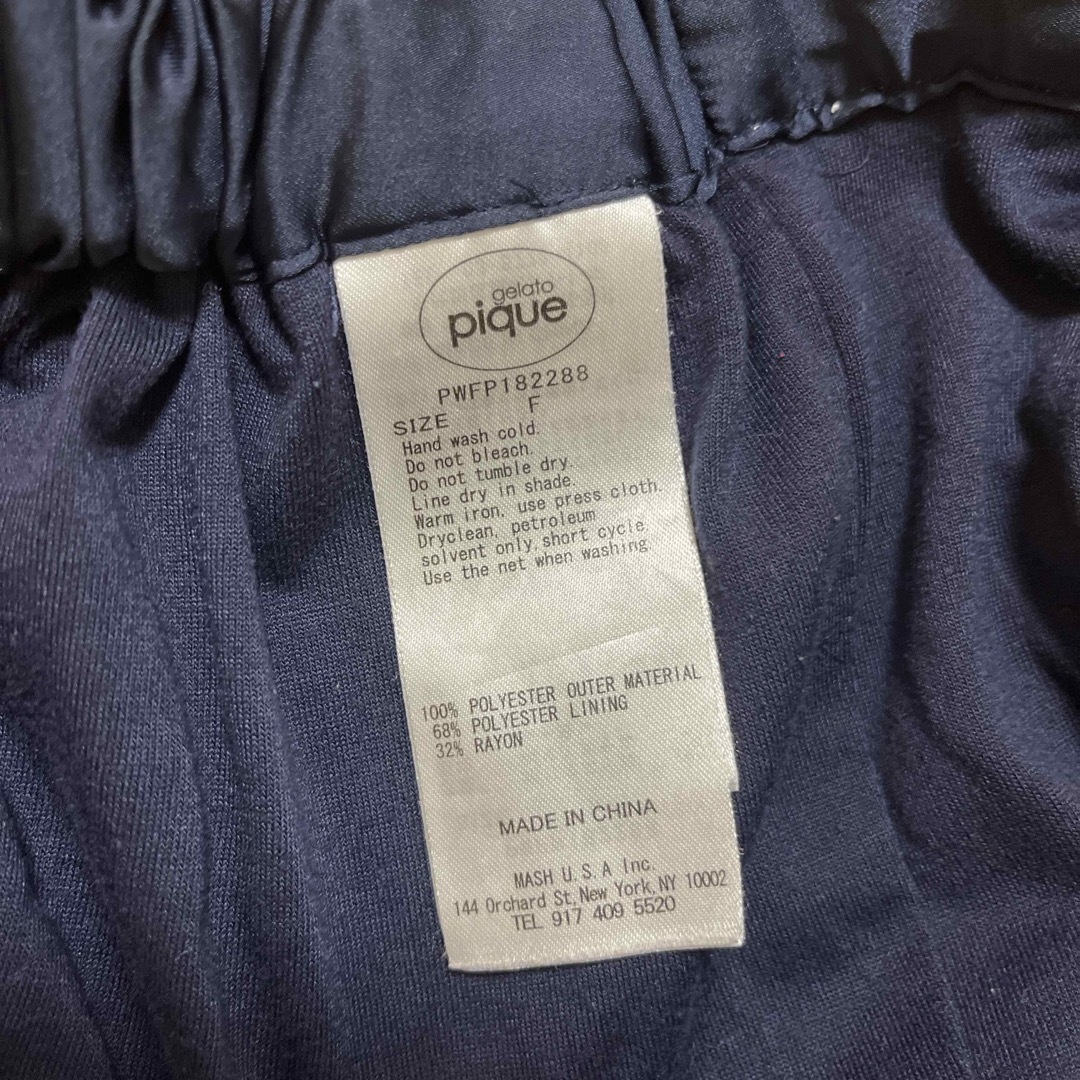 gelato
pique
PWFP182288
SIZE F
Hand wash cold.
Do not bleach.
Do not tumble dry.
Line dry in shade.
Warm iron, use press cloth.
Dryclean, petroleum
solvent only, short cycle.
Use the net when washing.
100% POLYESTER OUTER MATERIAL
68% POLYESTER LINING
32% RAYON
MADE IN CHINA
MASH U.S.A Inc.
144 Orchard St, New York, NY 10002
TEL 917 409 5520